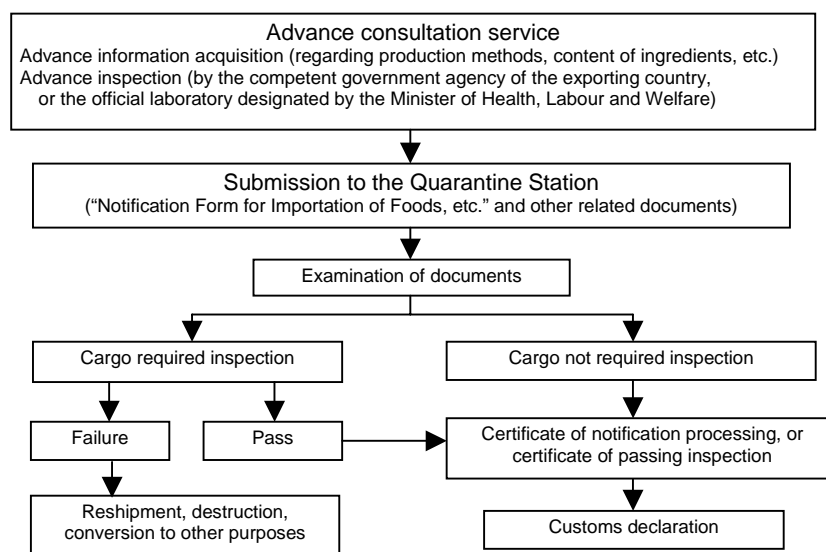 Advance consultation service
Advance information acquisition (regarding production methods, content of ingredients, etc.)
Advance inspection (by the competent government agency of the exporting country,
or the official laboratory designated by the Minister of Health, Labour and Welfare)
Submission to the Quarantine Station
(“Notification Form for Importation of Foods, etc.” and other related documents)
Examination of documents
Cargo required inspection
Cargo not required inspection
Failure
Pass
Certificate of notification processing, or
certificate of passing inspection
Reshipment, destruction,
conversion to other purposes
Customs declaration